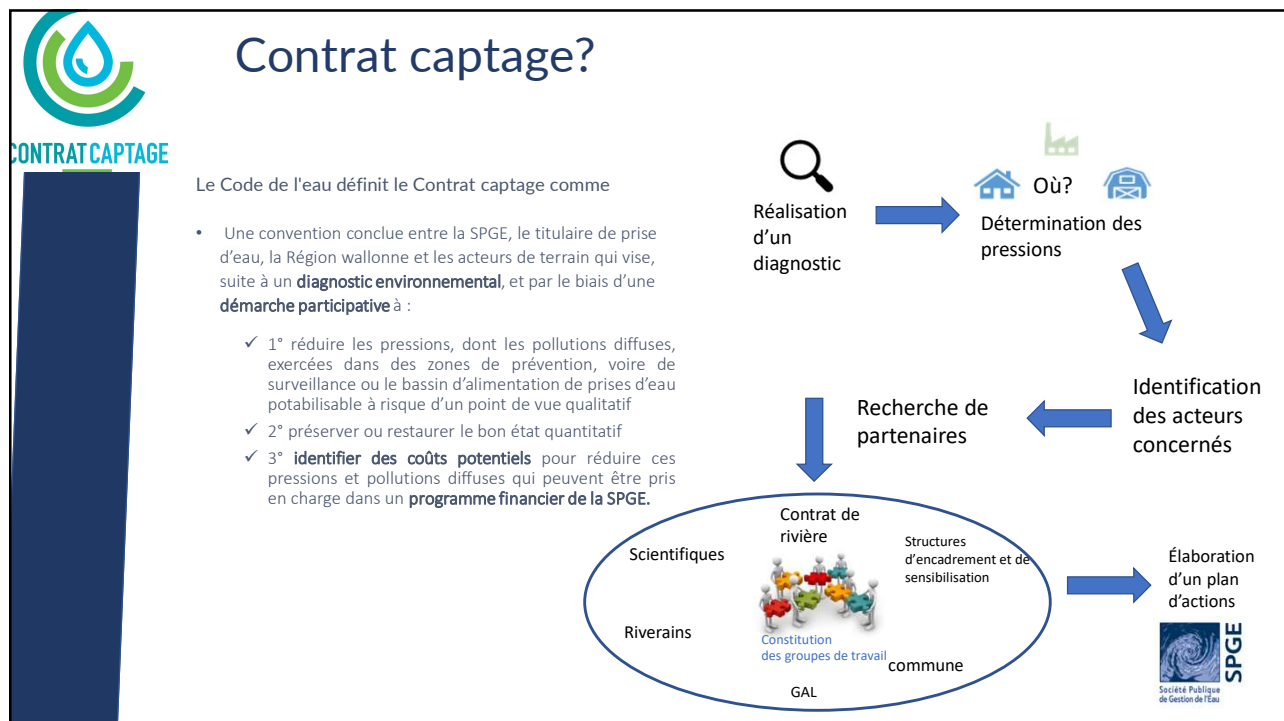 Contrat captage?
CONTRAT CAPTAGE
Le Code de l'eau définit le Contrat captage comme
• Une convention conclue entre la SPGE, le titulaire de prise
d'eau, la Région wallonne et les acteurs de terrain qui vise,
suite à un diagnostic environnemental, et par le biais d'une
démarche participative à :
✓ 1° réduire les pressions, dont les pollutions diffuses,
exercées dans des zones de prévention, voire de
surveillance ou le bassin d'alimentation de prises d'eau
potabilisable à risque d'un point de vue qualitatif
✓ 2° préserver ou restaurer le bon état quantitatif
✓ 3° identifier des coûts potentiels pour réduire ces
pressions et pollutions diffuses qui peuvent être pris
en charge dans un programme financier de la SPGE.
Réalisation
d'un
diagnostic
Où?
Détermination des
pressions
Identification
des acteurs
concernés
Recherche de
partenaires
Contrat de
rivière
Scientifiques
Structures
d'encadrement et de
sensibilisation
Riverains
Constitution
des groupes de travail
commune
GAL
Élaboration
d'un plan
d'actions
SPGE
Société Publique
de Gestion de l'Eau